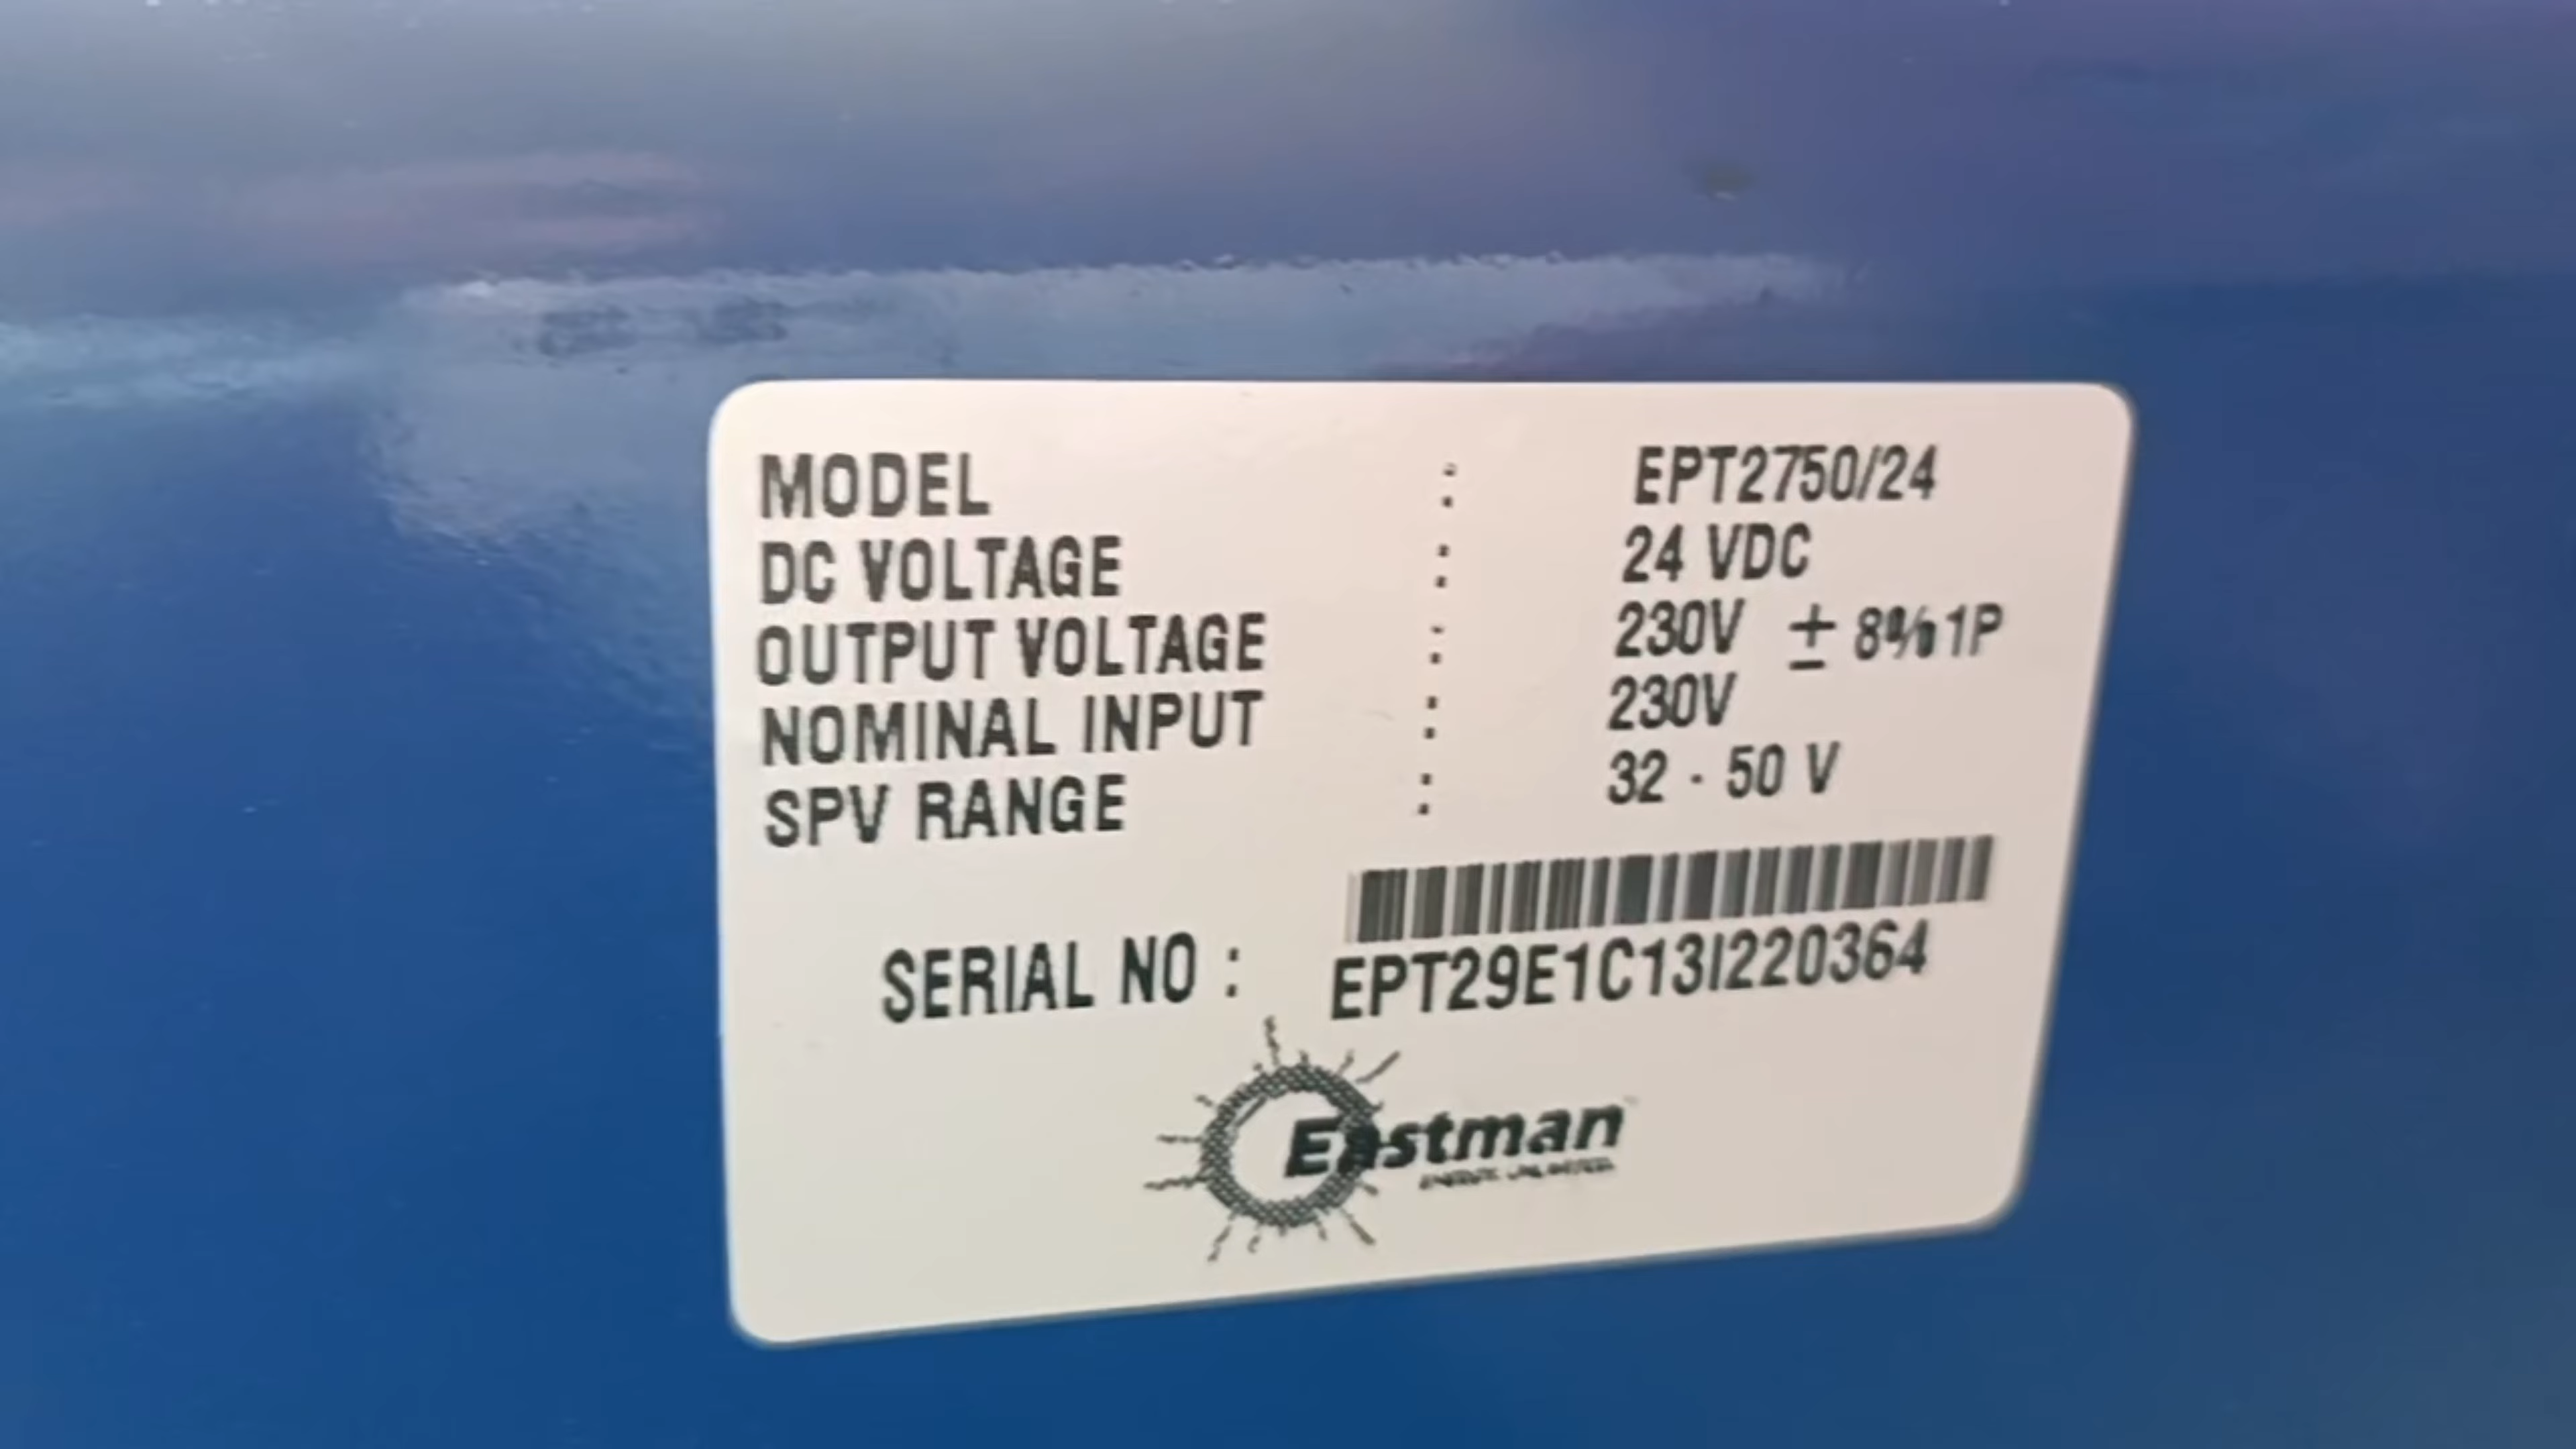 MODEL : EPT2750/24
DC VOLTAGE : 24 VDC
OUTPUT VOLTAGE : 230V ± 8% 1P
NOMINAL INPUT : 230V
SPV RANGE : 32 - 50 V
SERIAL NO : EPT29E1C13I220364
Eastman